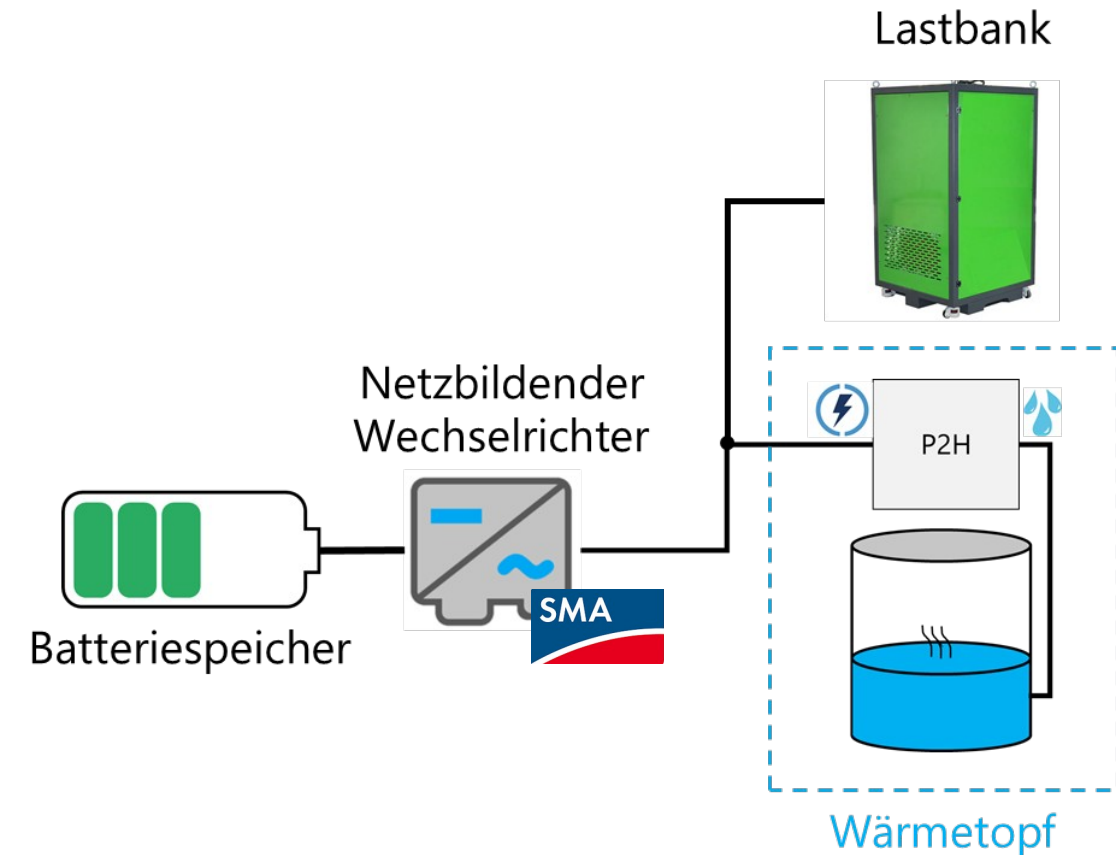 Lastbank
Netzbildender
Wechselrichter
P2H
SMA
Batteriespeicher
Wärmetopf